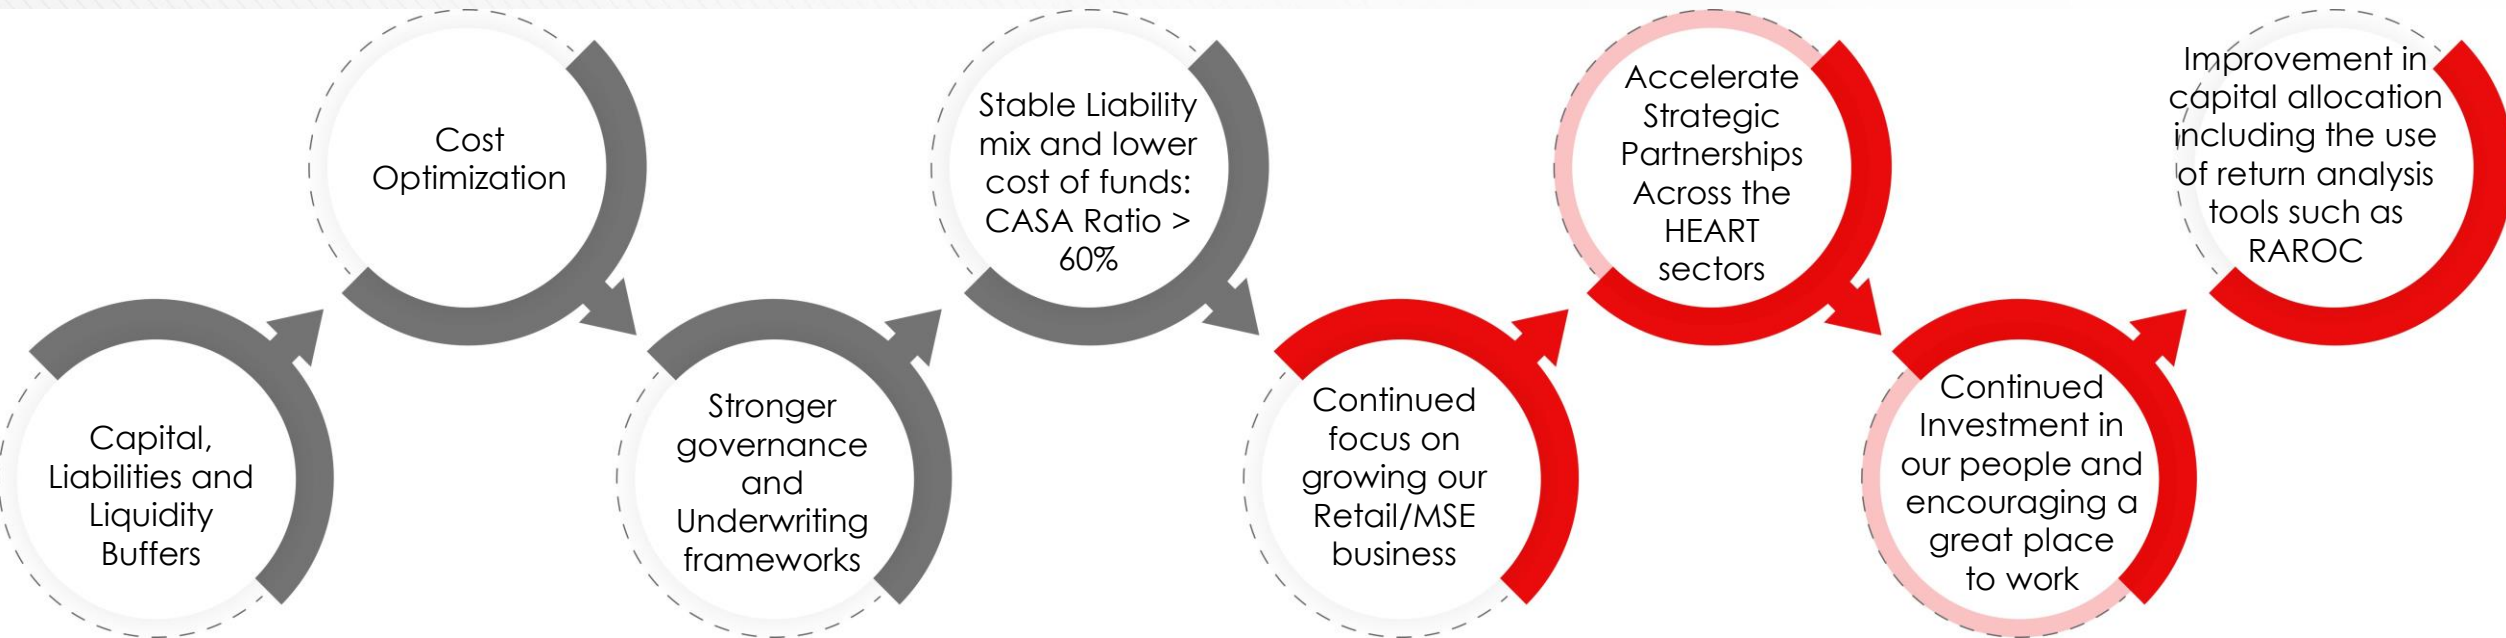 Capital,
Liabilities and
Liquidity
Buffers
Cost
Optimization
Stronger
governance
and
Underwriting
frameworks
Stable Liability
mix and lower
cost of funds:
CASA Ratio >
60%
Continued
focus on
growing our
Retail/MSE
business
Accelerate
Strategic
Partnerships
Across the
HEART
sectors
Continued
Investment in
our people and
encouraging a
great place
to work
Improvement in
capital allocation
including the use
of return analysis
tools such as
RAROC